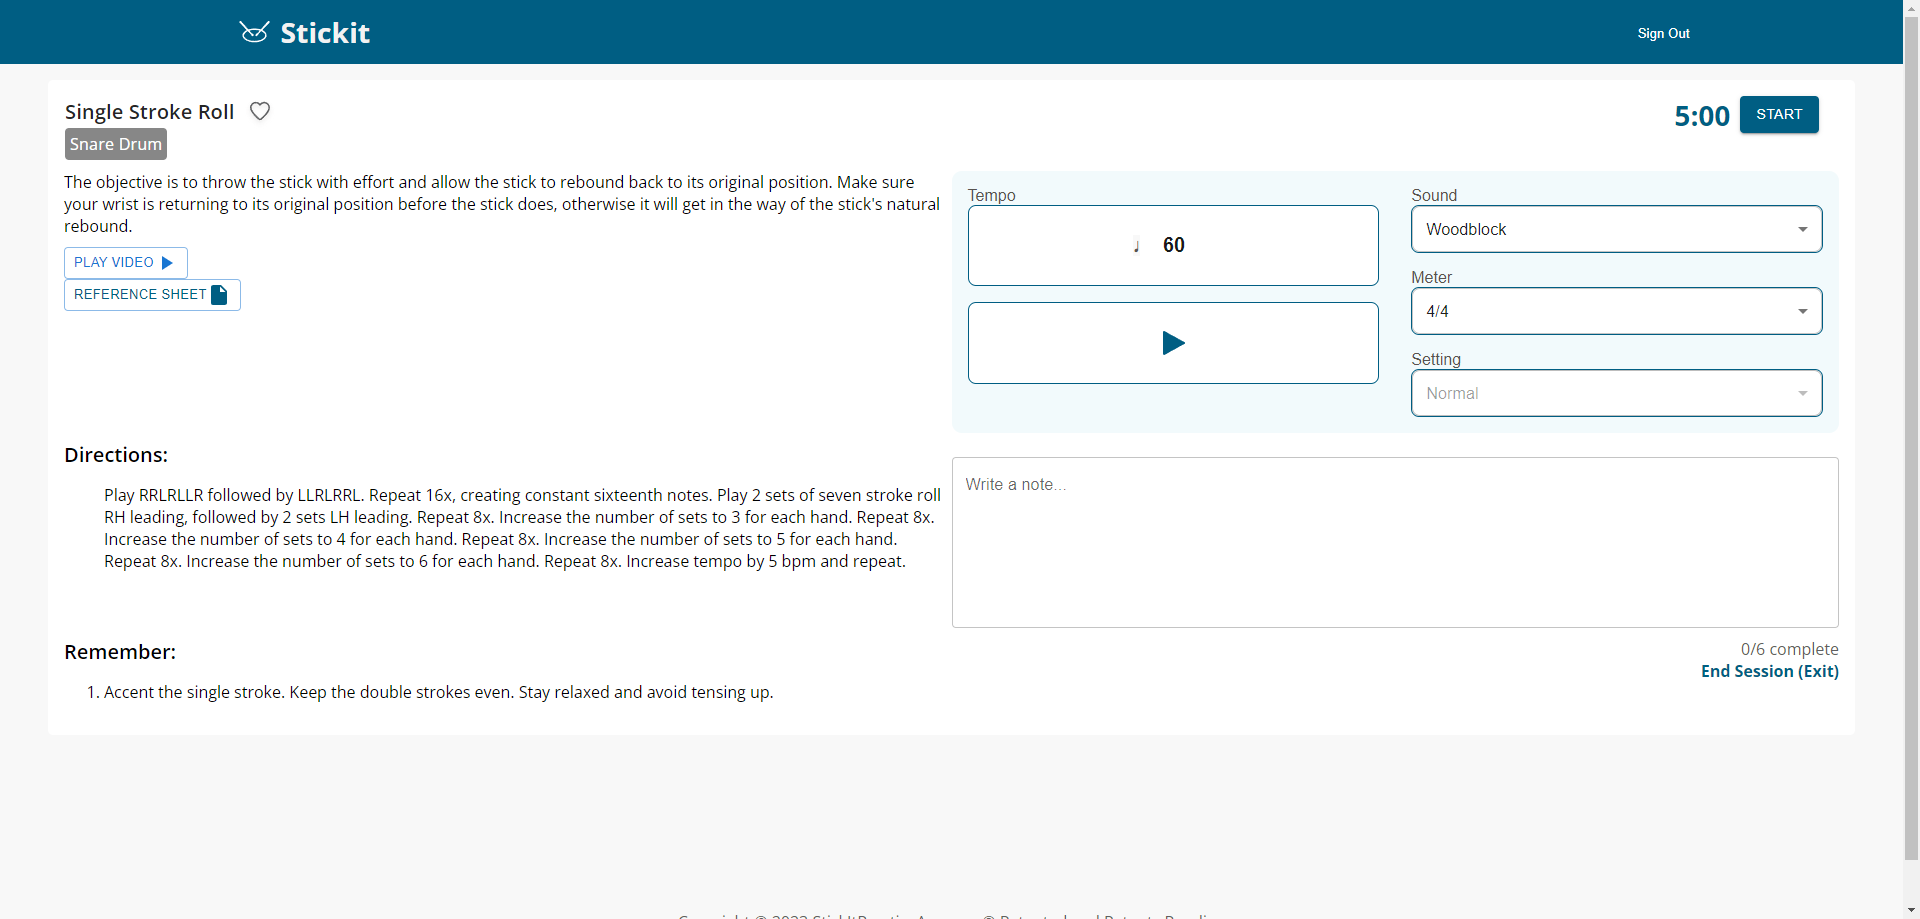 Stickit
Sign Out
Single Stroke Roll
5:00
START
Snare Drum
The objective is to throw the stick with effort and allow the stick to rebound back to its original position. Make sure
your wrist is returning to its original position before the stick does, otherwise it will get in the way of the stick's natural
rebound.
PLAY VIDEO
REFERENCE SHEET
Tempo
♩ 60
Sound
Woodblock
Meter
4/4
Setting
Normal
Directions:
Play RRLRLLR followed by LLRLRRL. Repeat 16x, creating constant sixteenth notes. Play 2 sets of seven stroke roll
RH leading, followed by 2 sets LH leading. Repeat 8x. Increase the number of sets to 3 for each hand. Repeat 8x.
Increase the number of sets to 4 for each hand. Repeat 8x. Increase the number of sets to 5 for each hand.
Repeat 8x. Increase the number of sets to 6 for each hand. Repeat 8x. Increase tempo by 5 bpm and repeat.
Write a note...
Remember:
1. Accent the single stroke. Keep the double strokes even. Stay relaxed and avoid tensing up.
0/6 complete
End Session (Exit)